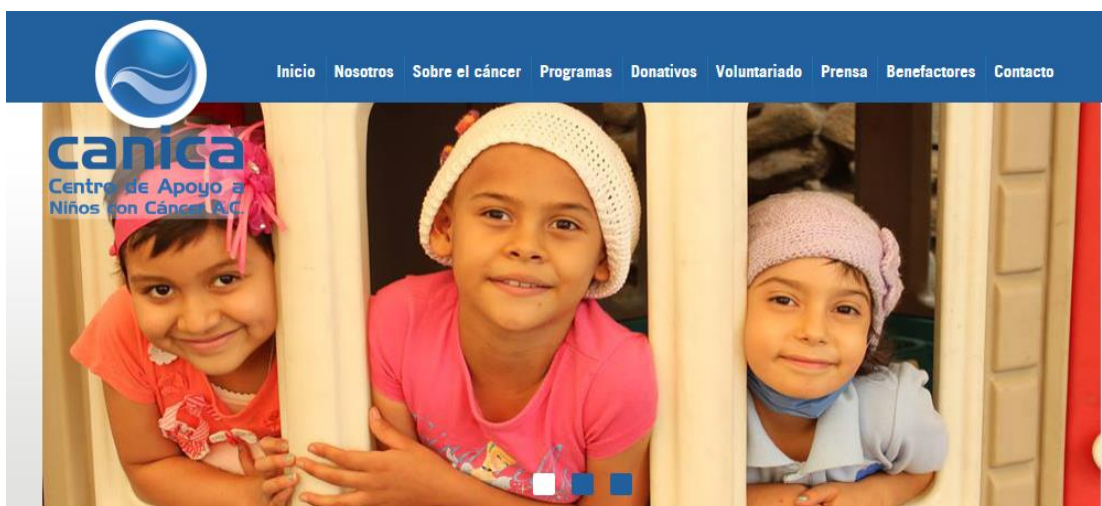 Inicio Nosotros Sobre el cáncer Programas Donativos Voluntariado Prensa Benefactores Contacto
canica
Centro de Apoyo a
Niños con Cáncer A.C.